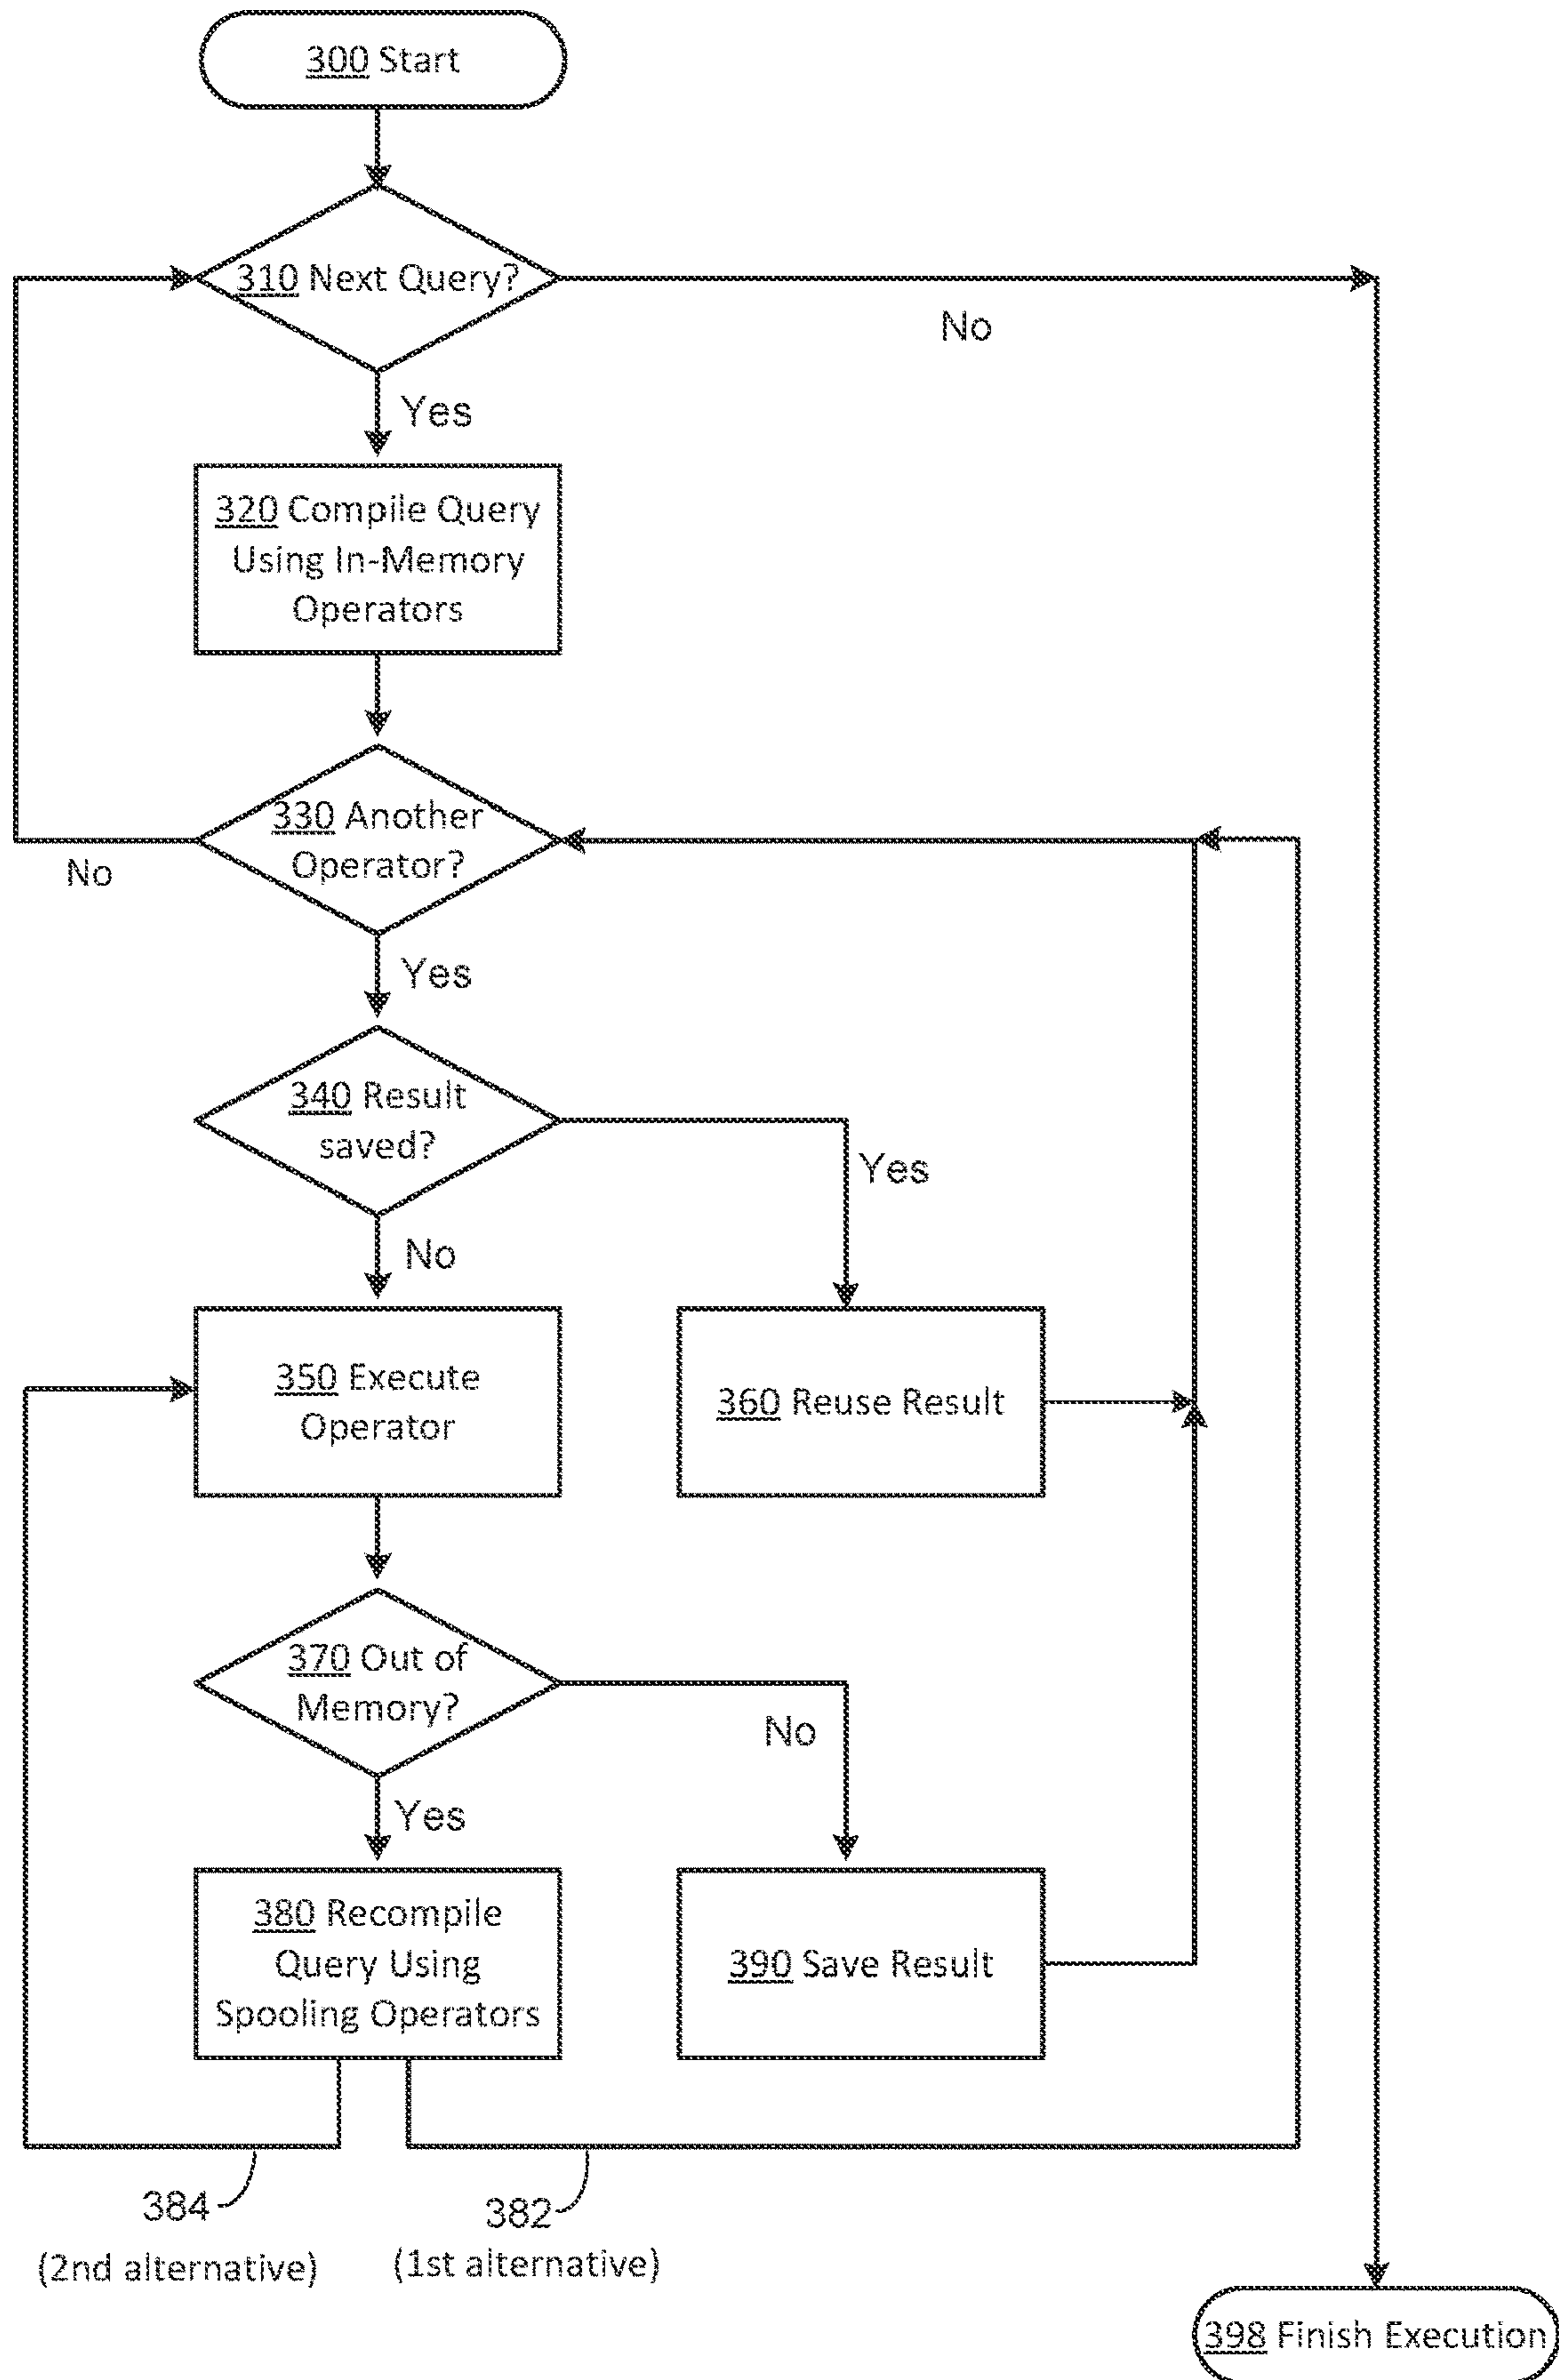 300 Start
310 Next Query?
No
Yes
320 Compile Query
Using In-Memory
Operators
330 Another
Operator?
No
Yes
340 Result
saved?
Yes
No
350 Execute
Operator
360 Reuse Result
370 Out of
Memory?
No
Yes
380 Recompile
Query Using
Spooling Operators
390 Save Result
384
(2nd alternative)
382
(1st alternative)
398 Finish Execution